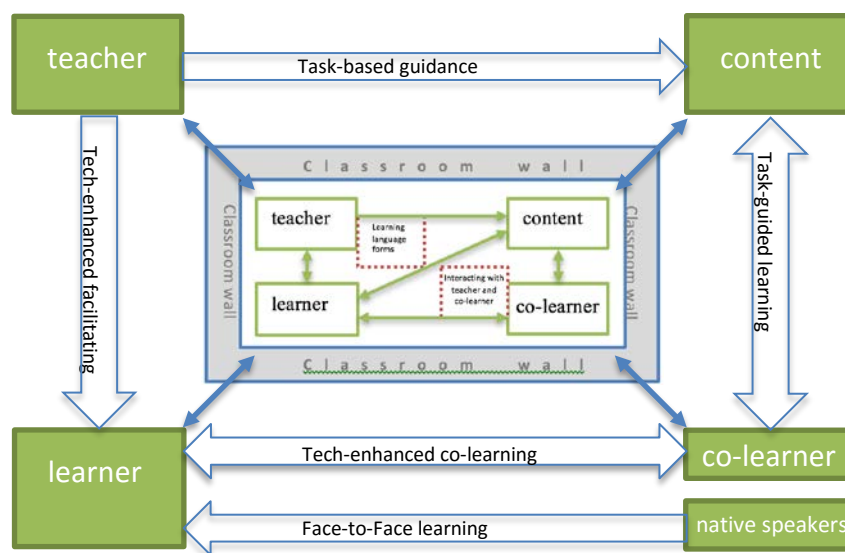 teacher
Task-based guidance
content
Tech-enhanced facilitating
Classroom wall
Classroom wall
teacher
Learning
language
forms
content
Classroom wall
Task-guided learning
Interacting with
teacher and
co-learner
learner
co-learner
Classroom wall
learner
Tech-enhanced co-learning
co-learner
Face-to-Face learning
native speakers